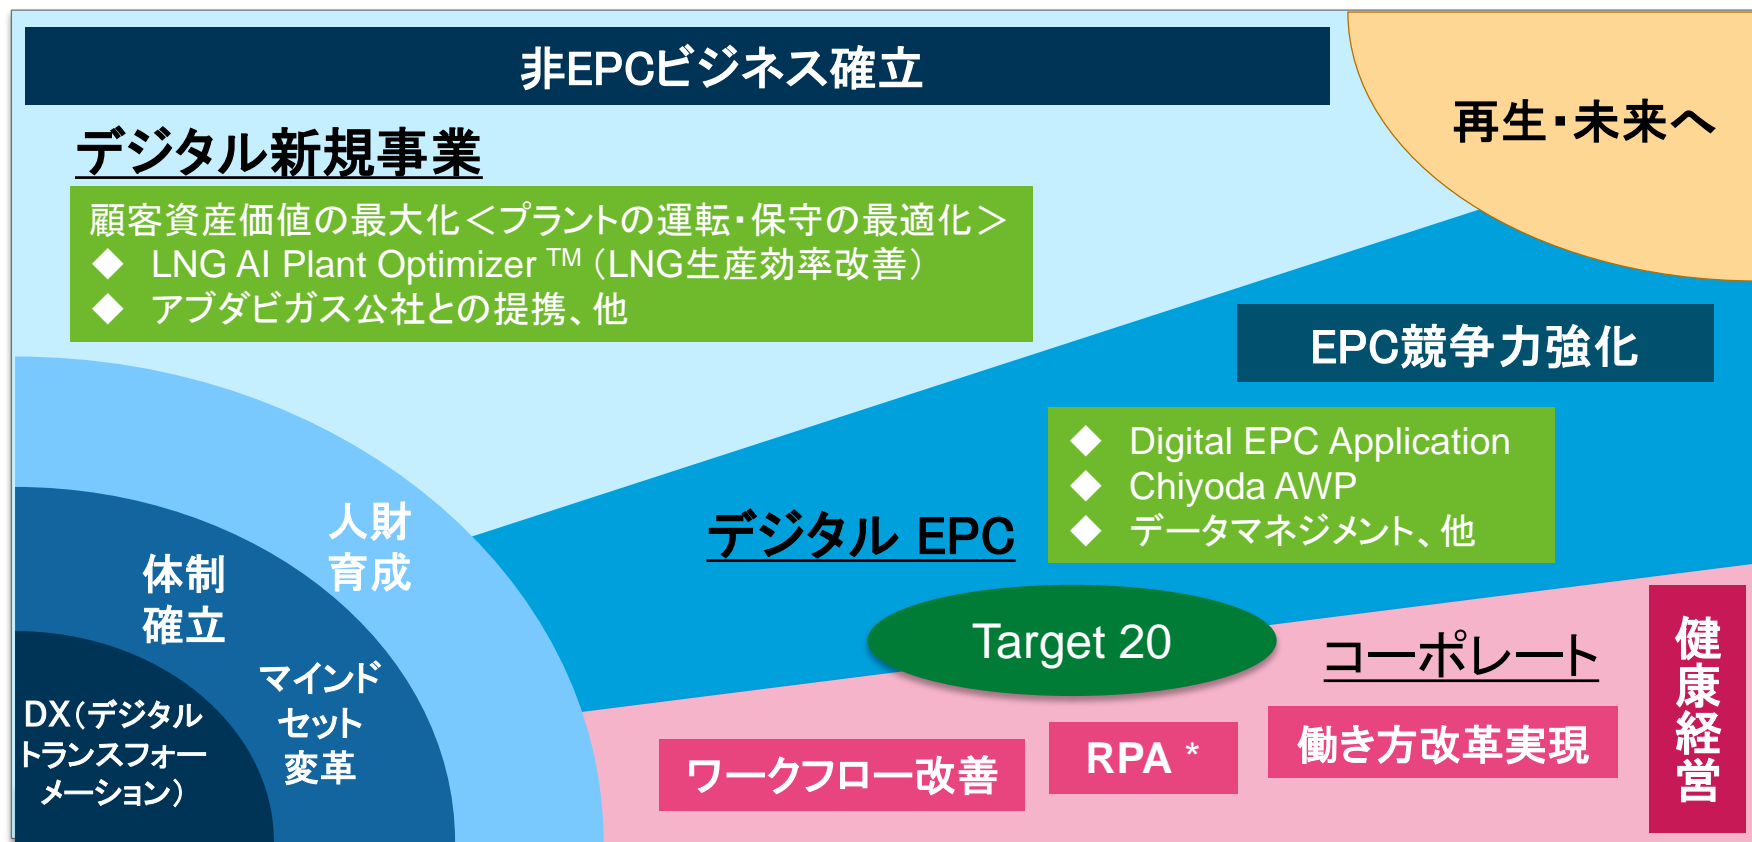 非EPCビジネス確立
再生・未来へ
デジタル新規事業
顧客資産価値の最大化＜プラントの運転・保守の最適化＞
◆ LNG AI Plant Optimizer TM（LNG生産効率改善）
◆ アブダビガス公社との提携、他
EPC競争力強化
◆ Digital EPC Application
◆ Chiyoda AWP
◆ データマネジメント、他
デジタル EPC
人財
育成
体制
確立
マインド
セット
変革
DX（デジタル
トランスフォー
メーション）
Target 20
コーポレート
健康経営
ワークフロー改善
RPA *
働き方改革実現